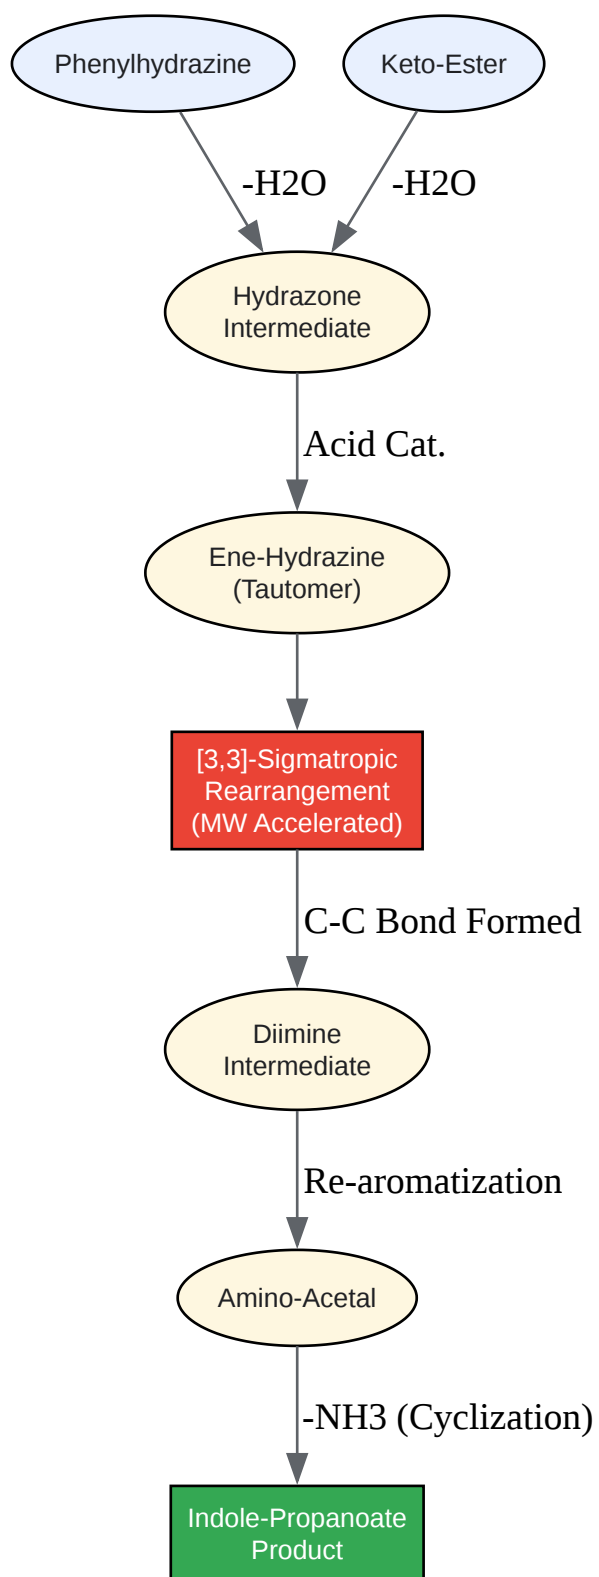 Phenylhydrazine
Keto-Ester
-H2O
-H2O
Hydrazone
Intermediate
Acid Cat.
Ene-Hydrazine
(Tautomer)
[3,3]-Sigmatropic
Rearrangement
(MW Accelerated)
C-C Bond Formed
Diimine
Intermediate
Re-aromatization
Amino-Acetal
-NH3 (Cyclization)
Indole-Propanoate
Product